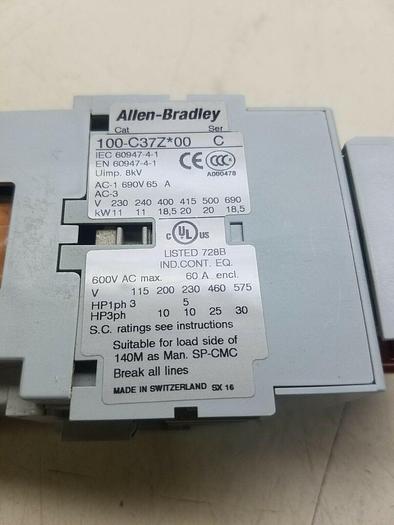 Allen-Bradley
Cat Ser
100-C37Z*00 C
IEC 60947-4-1
EN 60947-4-1
Uimp. 8kV
CE CCC
A000478
AC-1 690V 65 A
AC-3
V 230 240 400 415 500 690
kW 11 11 18,5 20 20 18,5
C UL US
LISTED 728B
IND.CONT. EQ.
600V AC max. 60 A. encl.
V 115 200 230 460 575
HP1ph 3 5
HP3ph 10 10 25 30
S.C. ratings see instructions
Suitable for load side of
140M as Man. SP-CMC
Break all lines
MADE IN SWITZERLAND SX 16